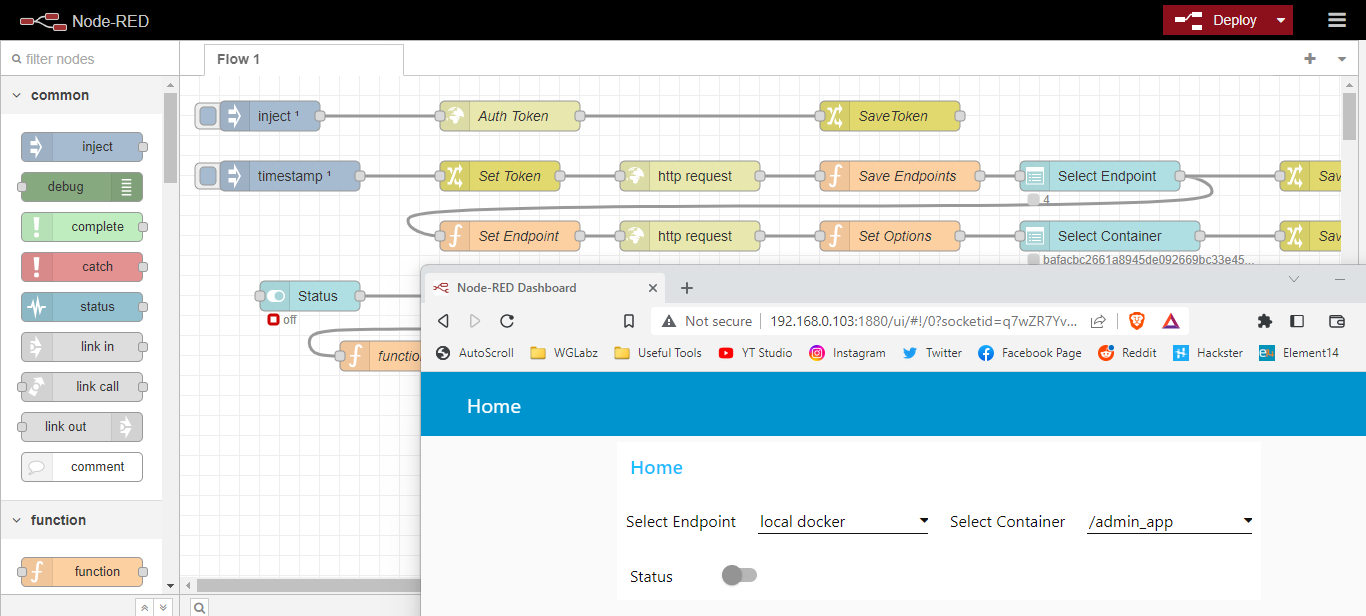 Node-RED
Deploy
filter nodes
Flow 1
common
inject
debug
complete
catch
status
link in
link call
link out
comment
function
function
inject ¹
Auth Token
SaveToken
timestamp ¹
Set Token
http request
Save Endpoints
Select Endpoint
4
Set Endpoint
http request
Set Options
Select Container
bafacbc2661a8945de092669bc33e45...
Status
off
Node-RED Dashboard
Not secure
192.168.0.103:1880/ui/#!/0?socketid=q7wZR7Yv...
AutoScroll
WGLabz
Useful Tools
YT Studio
Instagram
Twitter
Facebook Page
Reddit
Hackster
Element14
Home
Home
Select Endpoint
local docker
Select Container
/admin_app
Status